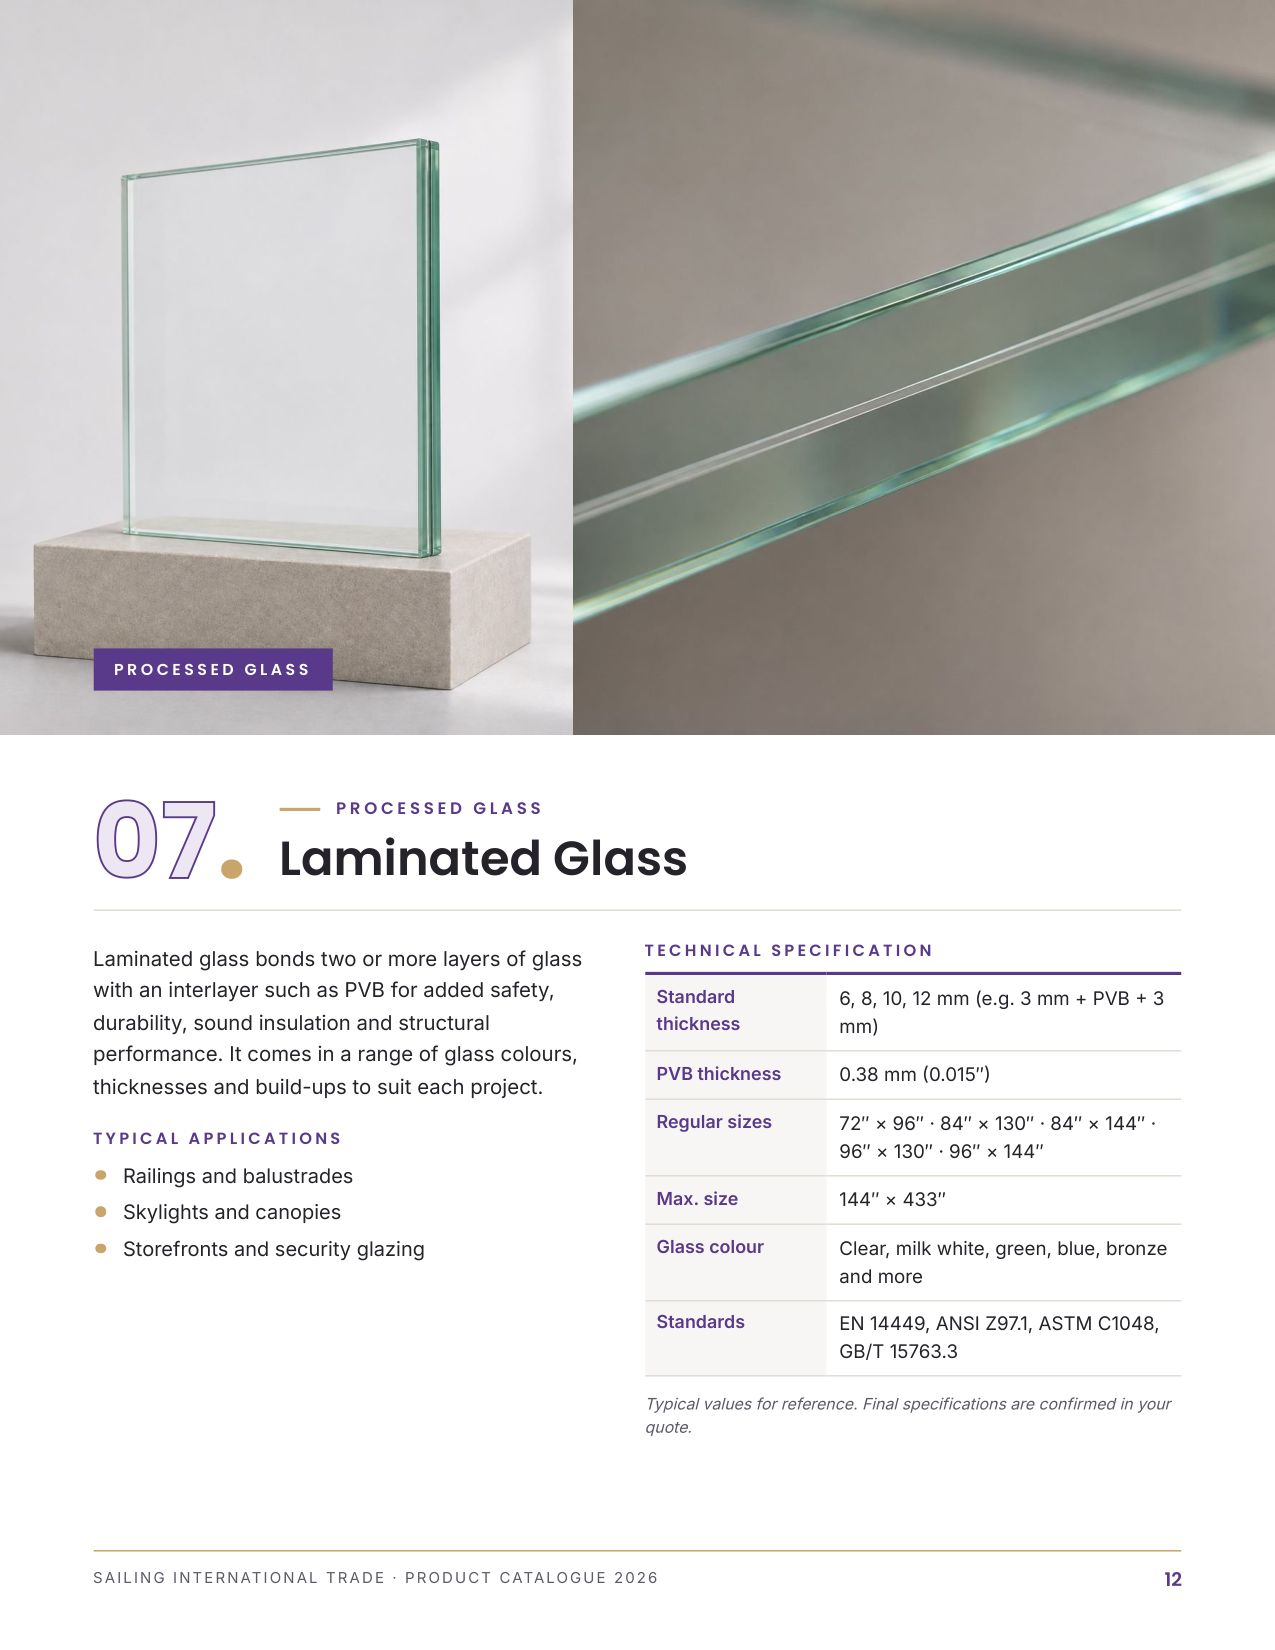 PROCESSED GLASS
07.
PROCESSED GLASS
Laminated Glass
Laminated glass bonds two or more layers of glass
with an interlayer such as PVB for added safety,
durability, sound insulation and structural
performance. It comes in a range of glass colours,
thicknesses and build-ups to suit each project.
TYPICAL APPLICATIONS
Railings and balustrades
Skylights and canopies
Storefronts and security glazing
TECHNICAL SPECIFICATION
Standard
thickness
6, 8, 10, 12 mm (e.g. 3 mm + PVB + 3
mm)
PVB thickness
0.38 mm (0.015″)
Regular sizes
72″ × 96″ · 84″ × 130″ · 84″ × 144″ ·
96″ × 130″ · 96″ × 144″
Max. size
144″ × 433″
Glass colour
Clear, milk white, green, blue, bronze
and more
Standards
EN 14449, ANSI Z97.1, ASTM C1048,
GB/T 15763.3
Typical values for reference. Final specifications are confirmed in your
quote.
SAILING INTERNATIONAL TRADE · PRODUCT CATALOGUE 2026
12